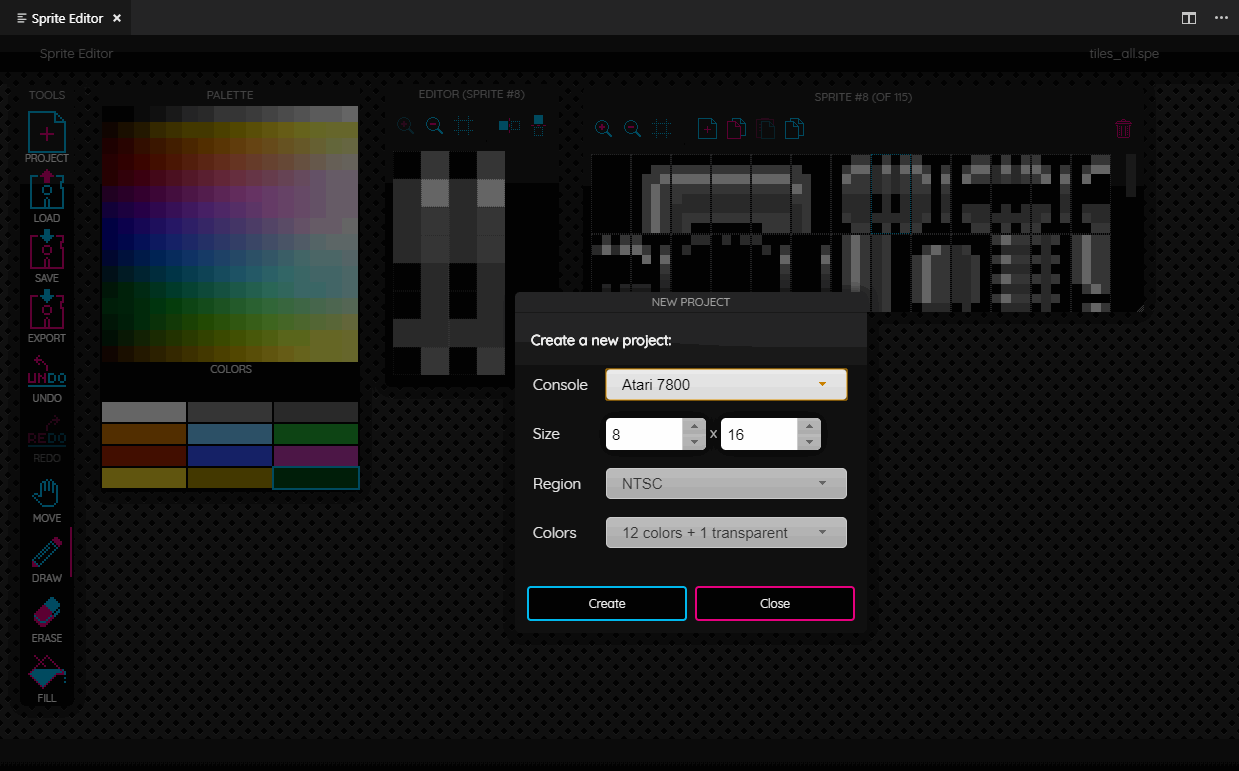 Sprite Editor
Sprite Editor
tiles_all.spe
TOOLS
PALETTE
EDITOR (SPRITE #8)
SPRITE #8 (OF 115)
PROJECT
LOAD
SAVE
EXPORT
UNDO
UNDO
REDO
REDO
MOVE
DRAW
ERASE
FILL
COLORS
NEW PROJECT
Create a new project:
Console Atari 7800
Size 8 x 16
Region NTSC
Colors 12 colors + 1 transparent
Create Close